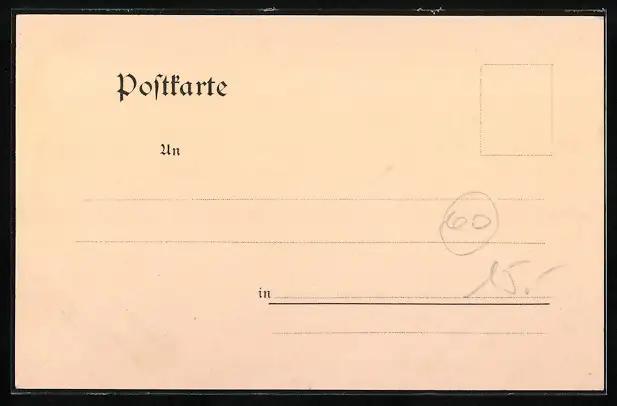 Poſtkarte
An
60
in
15.-